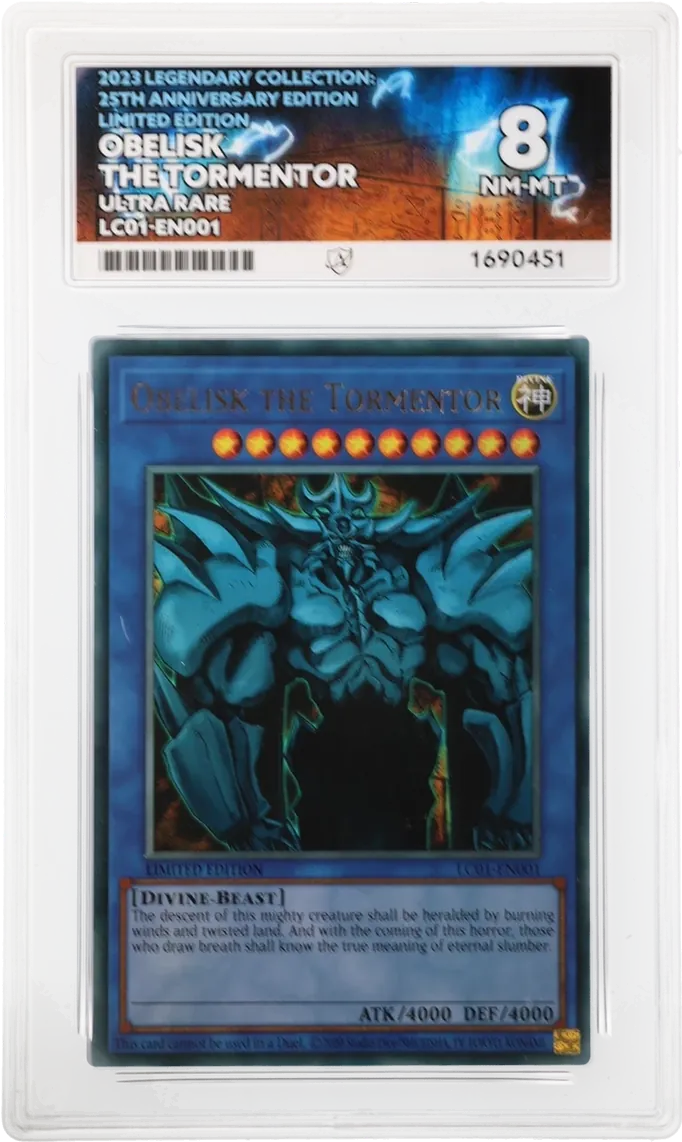 2023 LEGENDARY COLLECTION:
25TH ANNIVERSARY EDITION
LIMITED EDITION
OBELISK
THE TORMENTOR
ULTRA RARE
LC01-EN001
8
NM-MT
1690451
OBELISK THE TORMENTOR
DIVINE
神
LIMITED EDITION
LC01-EN001
[DIVINE-BEAST]
The descent of this mighty creature shall be heralded by burning
winds and twisted land. And with the coming of this horror, those
who draw breath shall know the true meaning of eternal slumber.
ATK/4000 DEF/4000
This card cannot be used in a Duel.